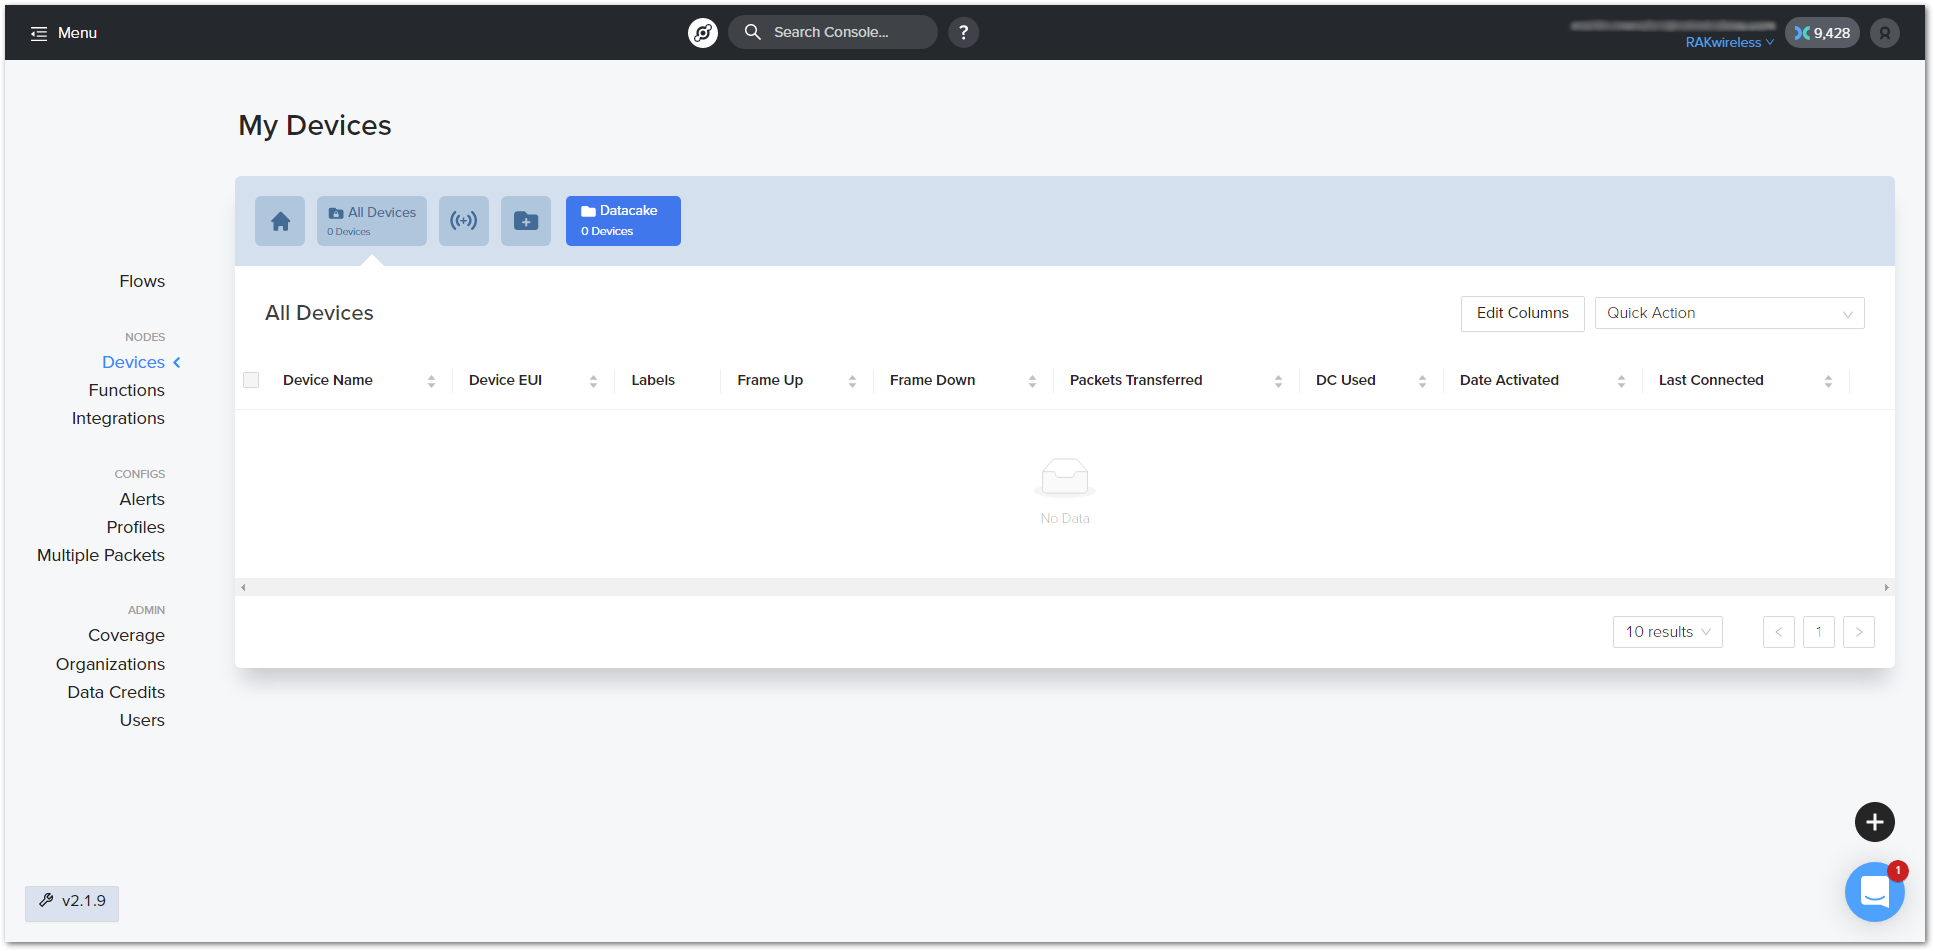 Menu
Search Console...
?
RAKwireless
9,428
My Devices
All Devices
0 Devices
Datacake
0 Devices
Flows
NODES
Devices
Functions
Integrations
CONFIGS
Alerts
Profiles
Multiple Packets
ADMIN
Coverage
Organizations
Data Credits
Users
v2.1.9
All Devices
Edit Columns
Quick Action
Device Name
Device EUI
Labels
Frame Up
Frame Down
Packets Transferred
DC Used
Date Activated
Last Connected
No Data
10 results
<
1
>
1